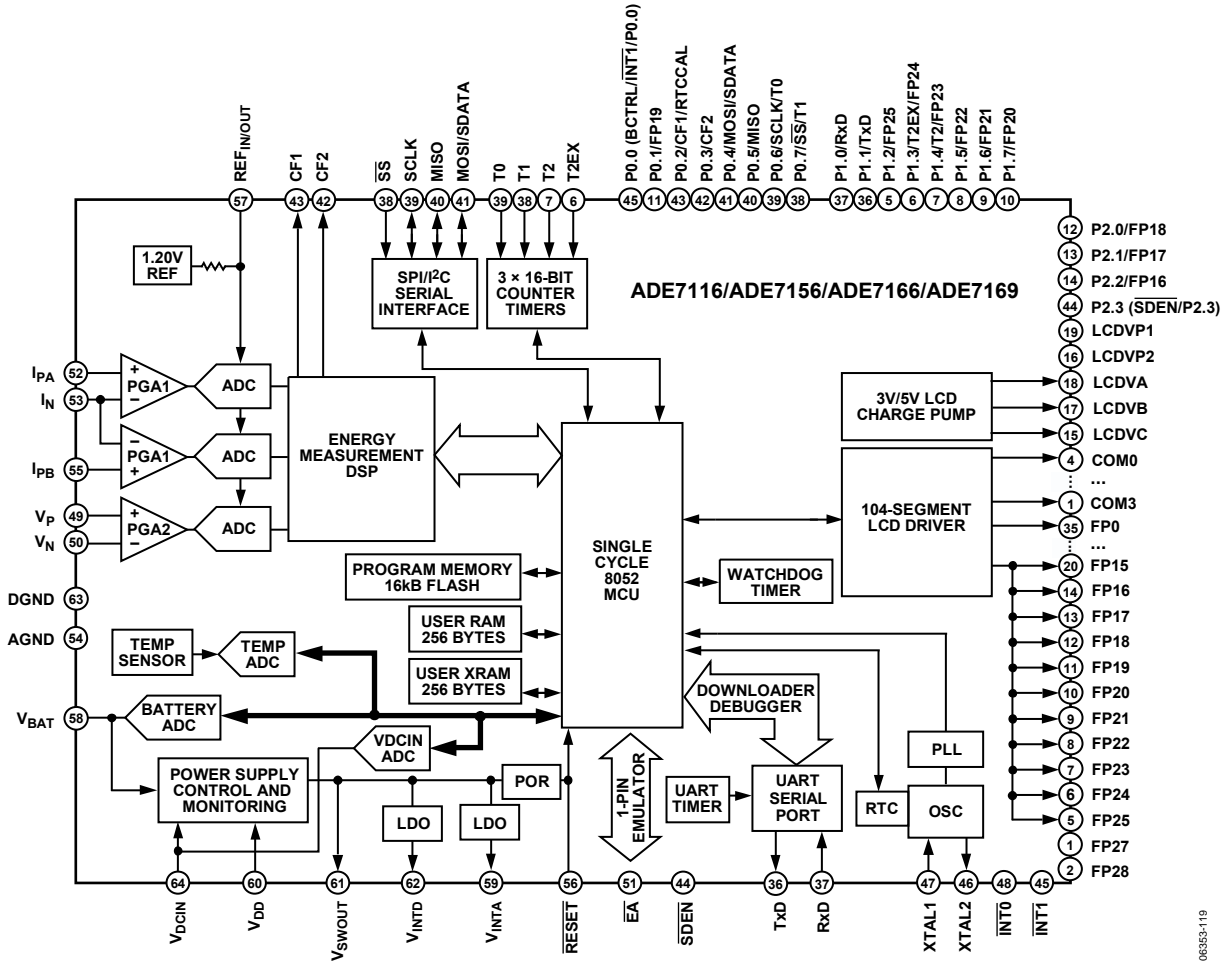 REF IN/OUT
CF1
CF2
SS
SCLK
MISO
MOSI/SDATA
T0
T1
T2
T2EX
P0.0 (BCTRL/INT1/P0.0)
P0.1/FP19
P0.2/CF1/RTCCAL
P0.3/CF2
P0.4/MOSI/SDATA
P0.5/MISO
P0.6/SCLK/T0
P0.7/SS/T1
P1.0/RxD
P1.1/TxD
P1.2/FP25
P1.3/T2EX/FP24
P1.4/T2/FP23
P1.5/FP22
P1.6/FP21
P1.7/FP20
57
43
42
38
39
40
41
39
38
7
6
45
11
43
42
41
40
39
38
37
36
5
6
7
8
9
10
12 P2.0/FP18
13 P2.1/FP17
14 P2.2/FP16
44 P2.3 (SDEN/P2.3)
19 LCDVP1
16 LCDVP2
18 LCDVA
17 LCDVB
15 LCDVC
4 COM0
...
1 COM3
35 FP0
...
20 FP15
14 FP16
13 FP17
12 FP18
11 FP19
10 FP20
9 FP21
8 FP22
7 FP23
6 FP24
5 FP25
1 FP27
2 FP28
1.20V
REF
SPI/I2C
SERIAL
INTERFACE
3 × 16-BIT
COUNTER
TIMERS
ADE7116/ADE7156/ADE7166/ADE7169
IPA 52
IN 53
IPB 55
VP 49
VN 50
DGND 63
AGND 54
VBAT 58
+
PGA1
–
ADC
–
PGA1
+
ADC
+
PGA2
–
ADC
ENERGY
MEASUREMENT
DSP
3V/5V LCD
CHARGE PUMP
104-SEGMENT
LCD DRIVER
SINGLE
CYCLE
8052
MCU
PROGRAM MEMORY
16kB FLASH
WATCHDOG
TIMER
USER RAM
256 BYTES
USER XRAM
256 BYTES
TEMP
SENSOR
TEMP
ADC
BATTERY
ADC
VDCIN
ADC
DOWNLOADER
DEBUGGER
POWER SUPPLY
CONTROL AND
MONITORING
POR
LDO
LDO
1-PIN
EMULATOR
UART
TIMER
UART
SERIAL
PORT
PLL
RTC
OSC
64
60
61
62
59
56
51
44
36
37
47
46
48
45
VDCIN
VDD
VSWOUT
VINTD
VINTA
RESET
EA
SDEN
TxD
RxD
XTAL1
XTAL2
INT0
INT1
06353-119